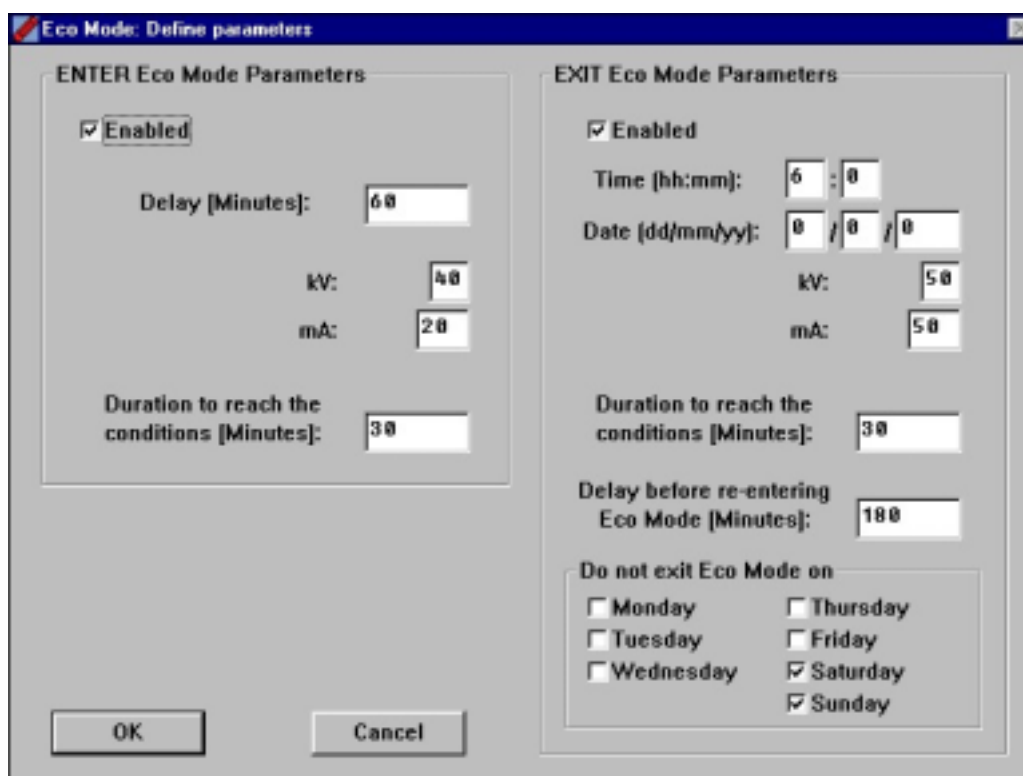 Eco Mode: Define parameters
ENTER Eco Mode Parameters
Enabled
Delay [Minutes]: 60
kV: 40
mA: 20
Duration to reach the
conditions [Minutes]: 30
EXIT Eco Mode Parameters
Enabled
Time (hh:mm): 6 : 0
Date (dd/mm/yy): 0 / 0 / 0
kV: 50
mA: 50
Duration to reach the
conditions [Minutes]: 30
Delay before re-entering
Eco Mode [Minutes]: 180
Do not exit Eco Mode on
Monday Thursday
Tuesday Friday
Wednesday Saturday
Sunday
OK Cancel